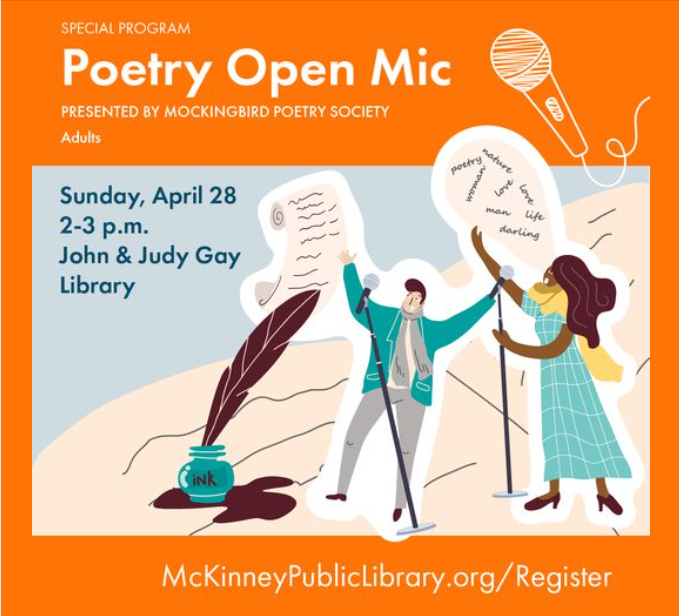 SPECIAL PROGRAM
Poetry Open Mic
PRESENTED BY MOCKINGBIRD POETRY SOCIETY
Adults
Sunday, April 28
2-3 p.m.
John & Judy Gay
Library
poetry
nature
woman
love
love
man
life
darling
ink
McKinneyPublicLibrary.org/Register